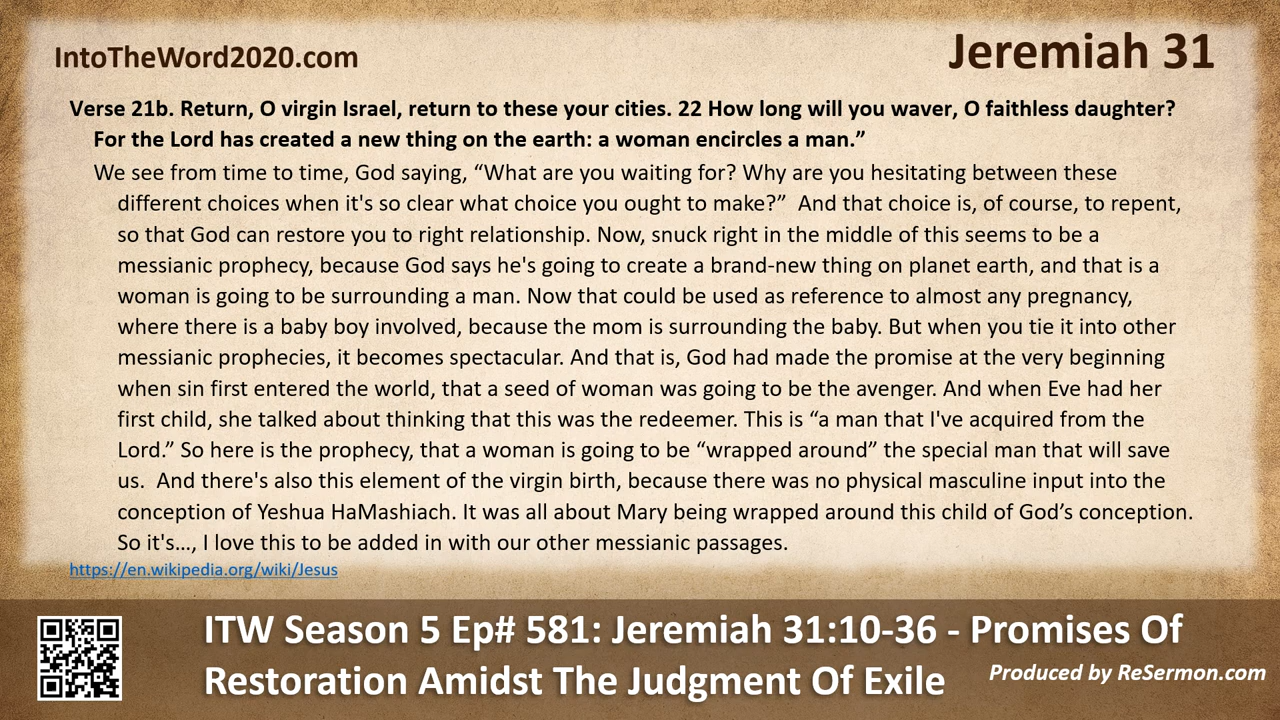 IntoTheWord2020.com
Jeremiah 31
Verse 21b. Return, O virgin Israel, return to these your cities. 22 How long will you waver, O faithless daughter?
For the Lord has created a new thing on the earth: a woman encircles a man.”
We see from time to time, God saying, “What are you waiting for? Why are you hesitating between these
different choices when it's so clear what choice you ought to make?”  And that choice is, of course, to repent,
so that God can restore you to right relationship. Now, snuck right in the middle of this seems to be a
messianic prophecy, because God says he's going to create a brand-new thing on planet earth, and that is a
woman is going to be surrounding a man. Now that could be used as reference to almost any pregnancy,
where there is a baby boy involved, because the mom is surrounding the baby. But when you tie it into other
messianic prophecies, it becomes spectacular. And that is, God had made the promise at the very beginning
when sin first entered the world, that a seed of woman was going to be the avenger. And when Eve had her
first child, she talked about thinking that this was the redeemer. This is “a man that I've acquired from the
Lord.” So here is the prophecy, that a woman is going to be “wrapped around” the special man that will save
us.  And there's also this element of the virgin birth, because there was no physical masculine input into the
conception of Yeshua HaMashiach. It was all about Mary being wrapped around this child of God’s conception.
So it's…, I love this to be added in with our other messianic passages.
https://en.wikipedia.org/wiki/Jesus
ITW Season 5 Ep# 581: Jeremiah 31:10-36 - Promises Of
Restoration Amidst The Judgment Of Exile
Produced by ReSermon.com